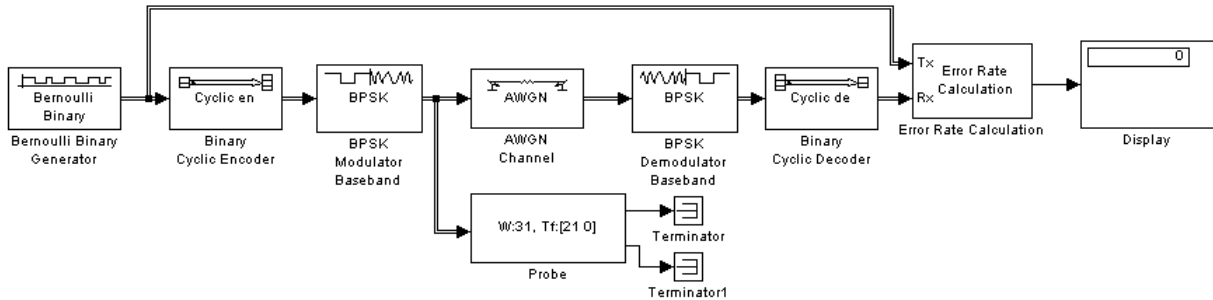 Bernoulli
Binary
Bernoulli Binary
Generator
Cyclic en
Binary
Cyclic Encoder
BPSK
BPSK
Modulator
Baseband
AWGN
AWGN
Channel
BPSK
BPSK
Demodulator
Baseband
Cyclic de
Binary
Cyclic Decoder
Tx
Rx
Error Rate
Calculation
Error Rate Calculation
0
Display
W:31, Tf:[21 0]
Probe
Terminator
Terminator1